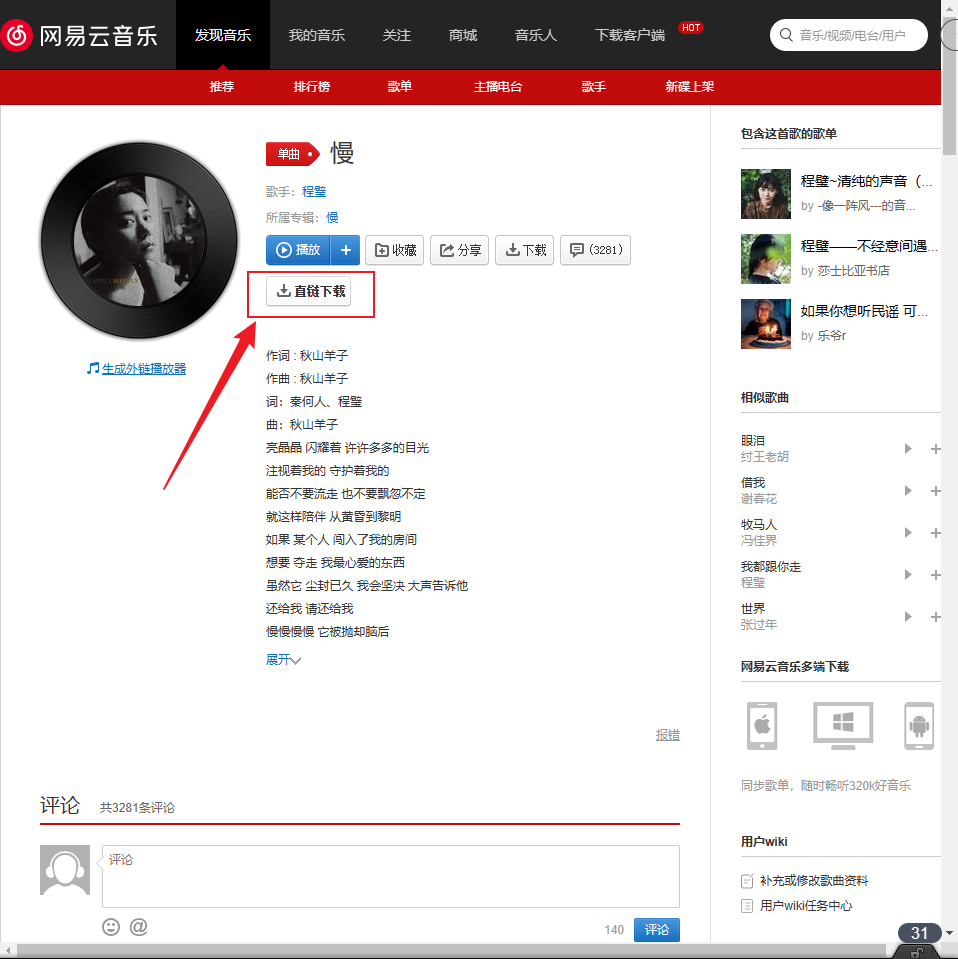 网易云音乐
发现音乐 我的音乐 关注 商城 音乐人 下载客户端 HOT
音乐/视频/电台/用户
推荐 排行榜 歌单 主播电台 歌手 新碟上架
单曲 慢
歌手：程璧
所属专辑：慢
播放 + 收藏 分享 下载 (3281)
直链下载
生成外链播放器
作词 : 秋山羊子
作曲 : 秋山羊子
词：秦何人、程璧
曲：秋山羊子
亮晶晶 闪耀着 许许多多的目光
注视着我的 守护着我的
能否不要流走 也不要飘忽不定
就这样陪伴 从黄昏到黎明
如果 某个人 闯入了我的房间
想要 夺走 我最心爱的东西
虽然它 尘封已久 我会坚决 大声告诉他
还给我 请还给我
慢慢慢慢 它被抛却脑后
展开
报错
评论 共3281条评论
评论
140 评论
包含这首歌的歌单
程璧~清纯的声音（...
by -像一阵风---的音...
程璧——不经意间遇...
by 莎士比亚书店
如果你想听民谣 可...
by 乐爷r
相似歌曲
眼泪
纣王老胡
借我
谢春花
牧马人
冯佳界
我都跟你走
程璧
世界
张过年
网易云音乐多端下载
同步歌单，随时畅听320k好音乐
用户wiki
补充或修改歌曲资料
用户wiki任务中心
31